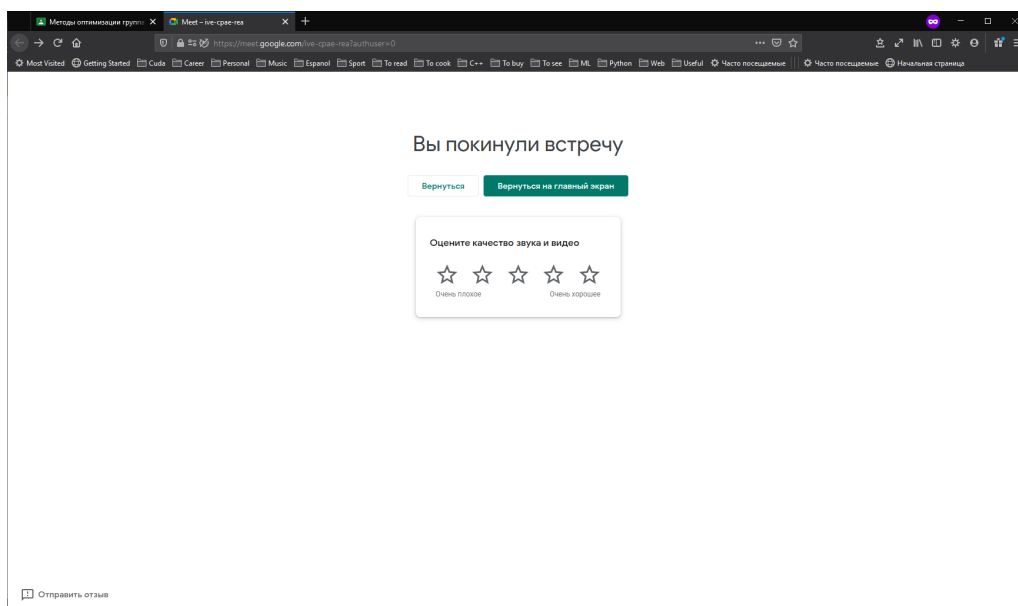 Методы оптимизации группа
Meet – ive-cpae-rea
https://meet.google.com/ive-cpae-rea?authuser=0
Most Visited Getting Started Cuda Career Personal Music Espanol Sport To read To cook C++ To buy To see ML Python Web Useful Часто посещаемые Часто посещаемые Начальная страница
Вы покинули встречу
Вернуться Вернуться на главный экран
Оцените качество звука и видео
Очень плохое Очень хорошее
Отправить отзыв